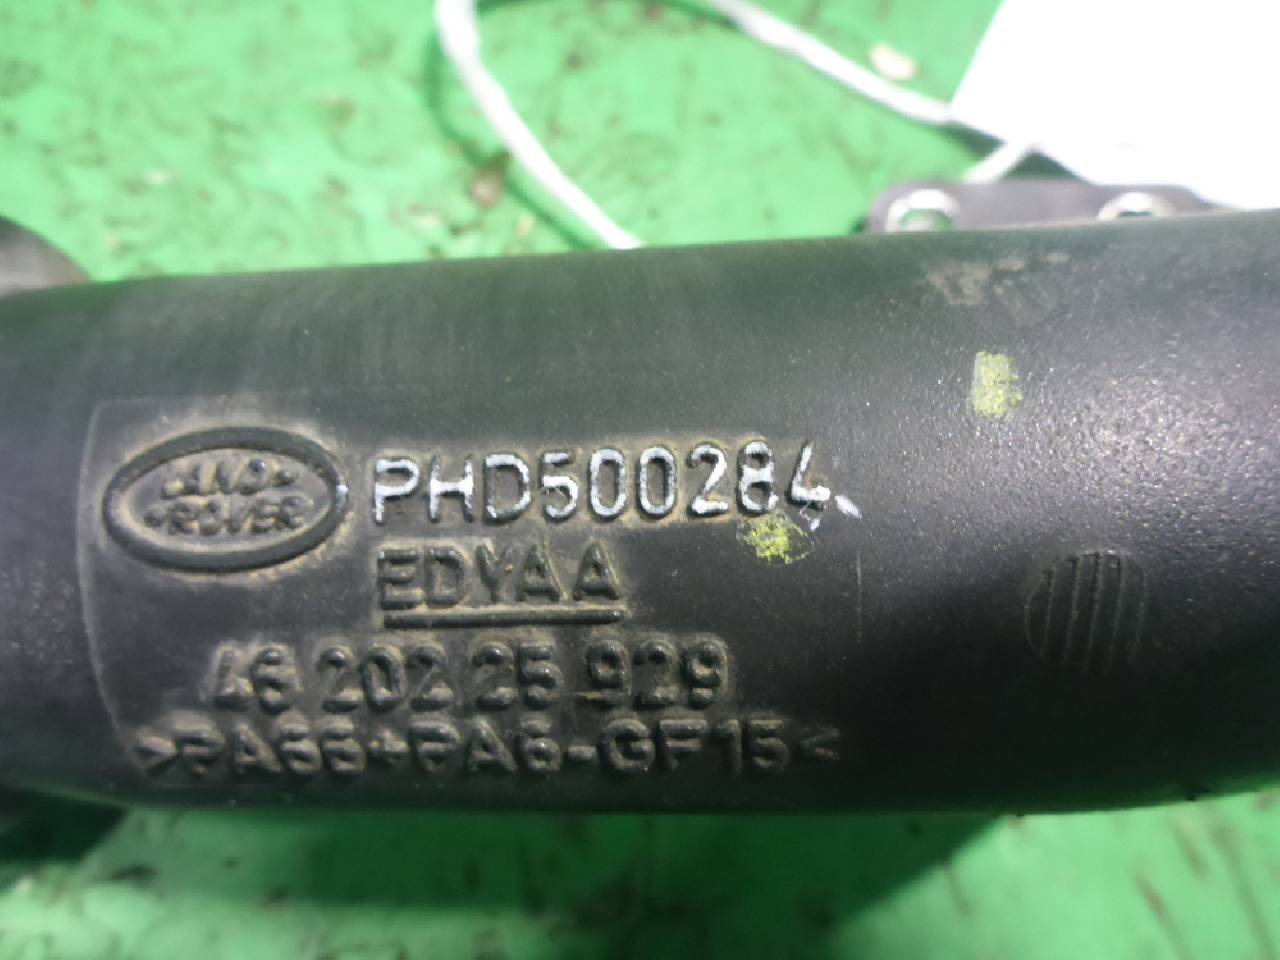 LAND
ROVER
PHD500284
EDYAA
46 202 25 929
>PA66+PA6-GF15<